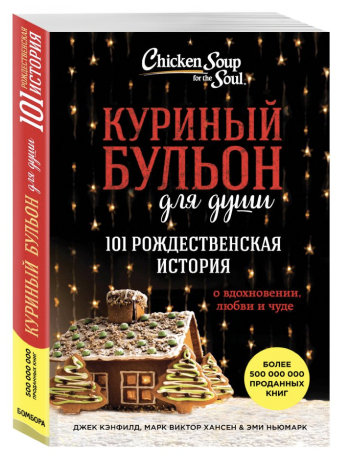 Chicken Soup
for the
Soul®
КУРИНЫЙ
БУЛЬОН
для души
101 РОЖДЕСТВЕНСКАЯ
ИСТОРИЯ
о вдохновении,
любви и чуде
БОЛЕЕ
500 000 000
ПРОДАННЫХ
КНИГ
ДЖЕК КЭНФИЛД, МАРК ВИКТОР ХАНСЕН & ЭМИ НЬЮМАРК
101 РОЖДЕСТВЕНСКАЯ
ИСТОРИЯ
КУРИНЫЙ БУЛЬОН для души
500 000 000
ПРОДАННЫХ КНИГ
БОМБОРА